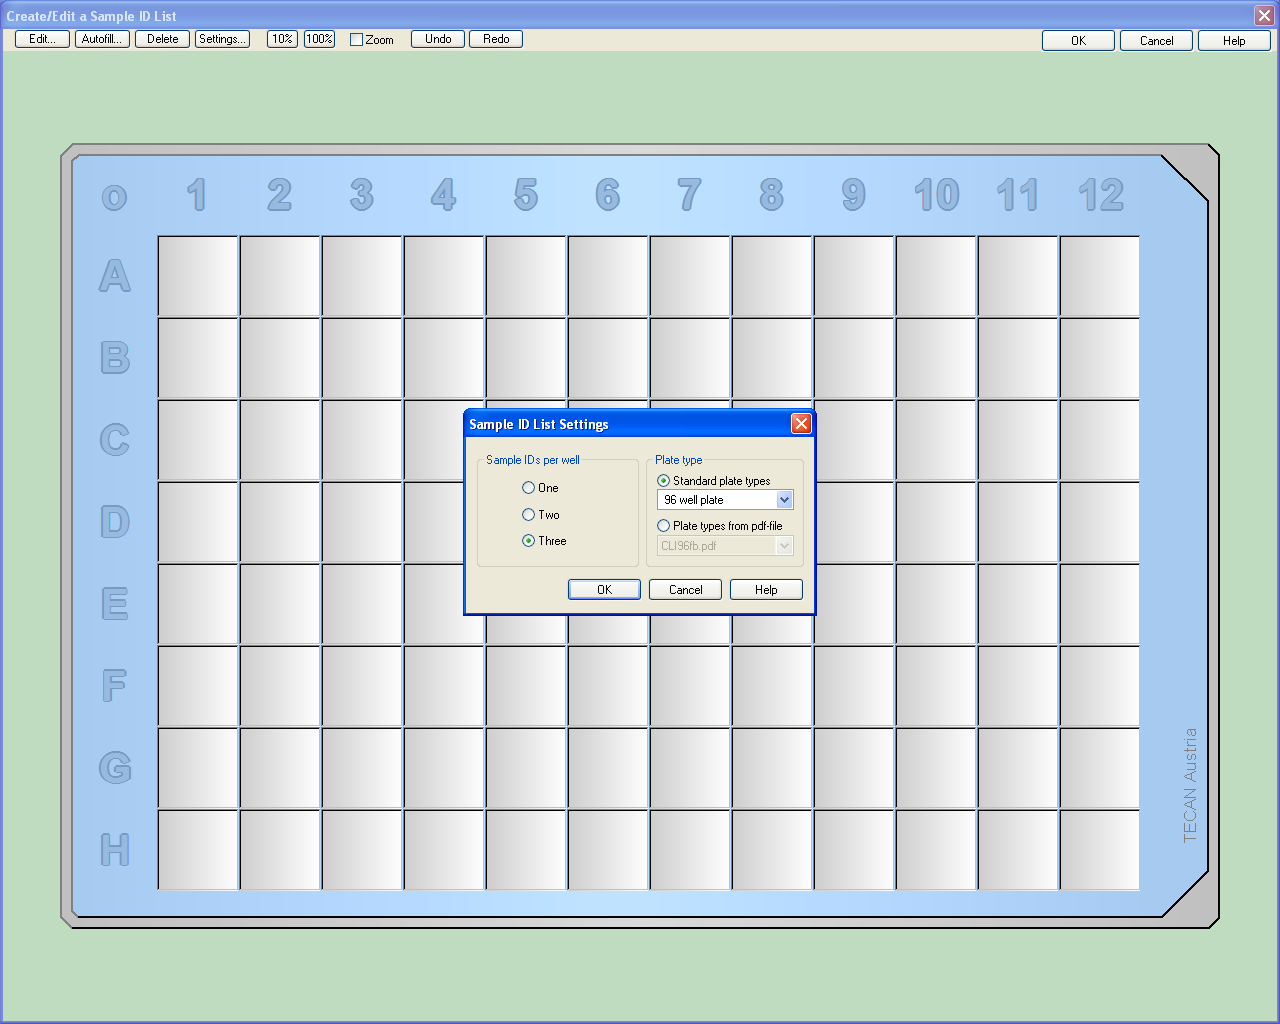 Create/Edit a Sample ID List
Edit... Autofill... Delete Settings... 10% 100% Zoom Undo Redo OK Cancel Help
o 1 2 3 4 5 6 7 8 9 10 11 12
A
B
C
D
E
F
G
H
Sample ID List Settings
Sample IDs per well
One
Two
Three
Plate type
Standard plate types
96 well plate
Plate types from pdf-file
CLI96fb.pdf
OK Cancel Help
TECAN Austria